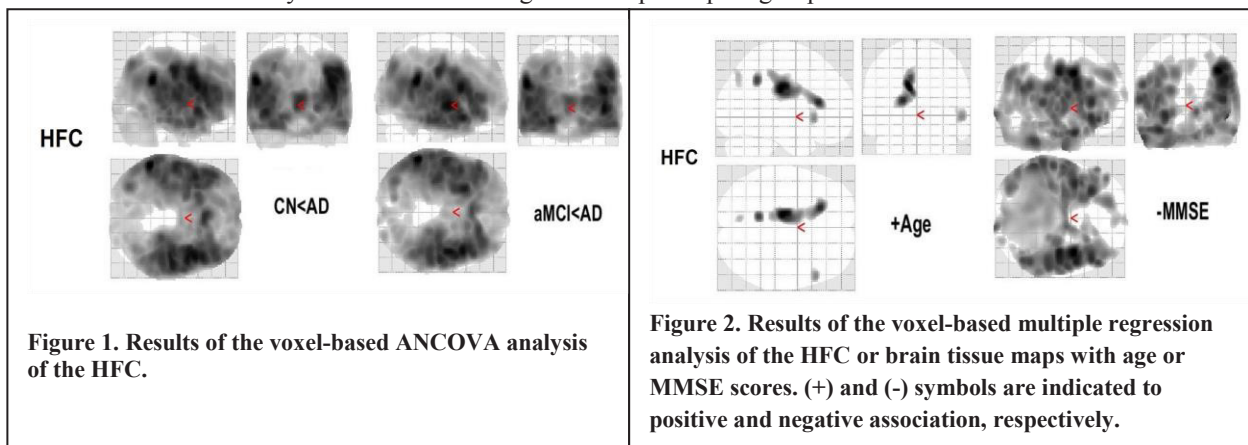 HFC
CN<AD
aMCI<AD
Figure 1. Results of the voxel-based ANCOVA analysis
of the HFC.
HFC
+Age
-MMSE
Figure 2. Results of the voxel-based multiple regression
analysis of the HFC or brain tissue maps with age or
MMSE scores. (+) and (-) symbols are indicated to
positive and negative association, respectively.